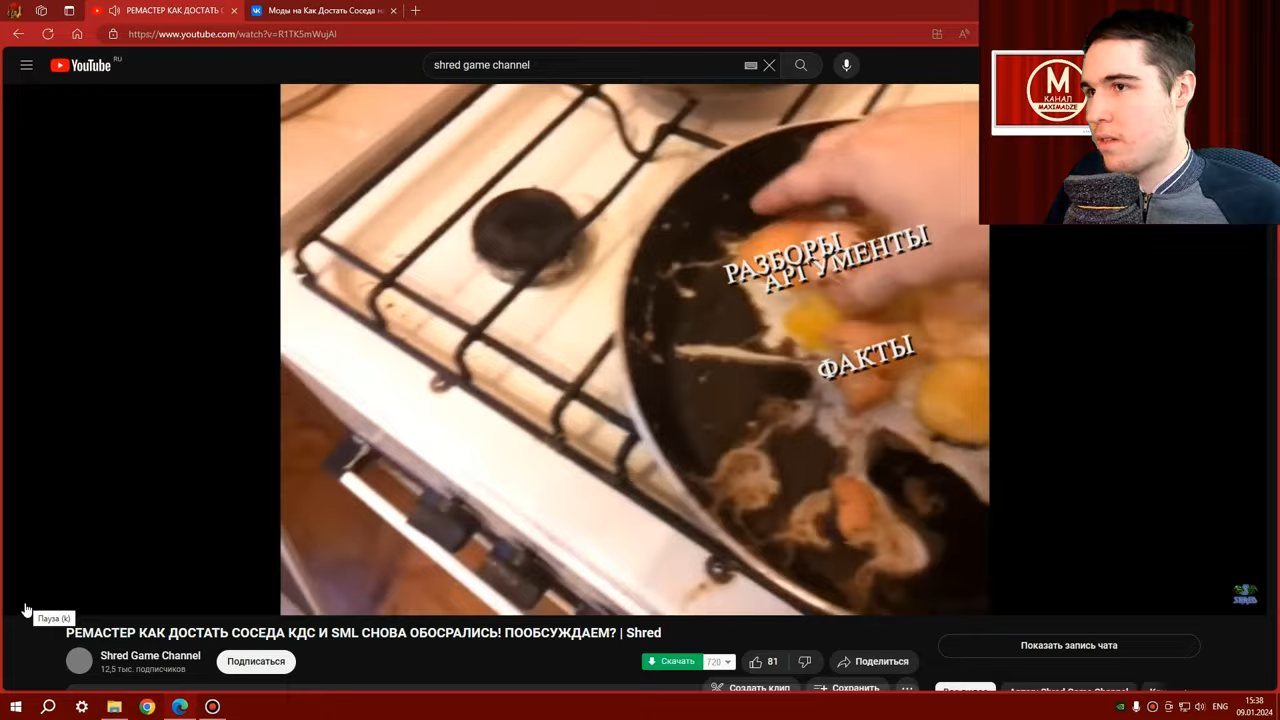 РЕМАСТЕР КАК ДОСТАТЬ С
Моды на Как Достать Соседа н
https://www.youtube.com/watch?v=R1TK5mWujAI
YouTube RU
shred game channel
М
КАНАЛ
MAXIMADZE
РАЗБОРЫ
АРГУМЕНТЫ
ФАКТЫ
SHRED
Пауза (k)
РЕМАСТЕР КАК ДОСТАТЬ СОСЕДА КДС И SML СНОВА ОБОСРАЛИСЬ! ПООБСУЖДАЕМ? | Shred
Показать запись чата
Shred Game Channel
12,5 тыс. подписчиков
Подписаться
Скачать
720
81
Поделиться
Создать клип
Сохранить
ENG
15:38
09.01.2024